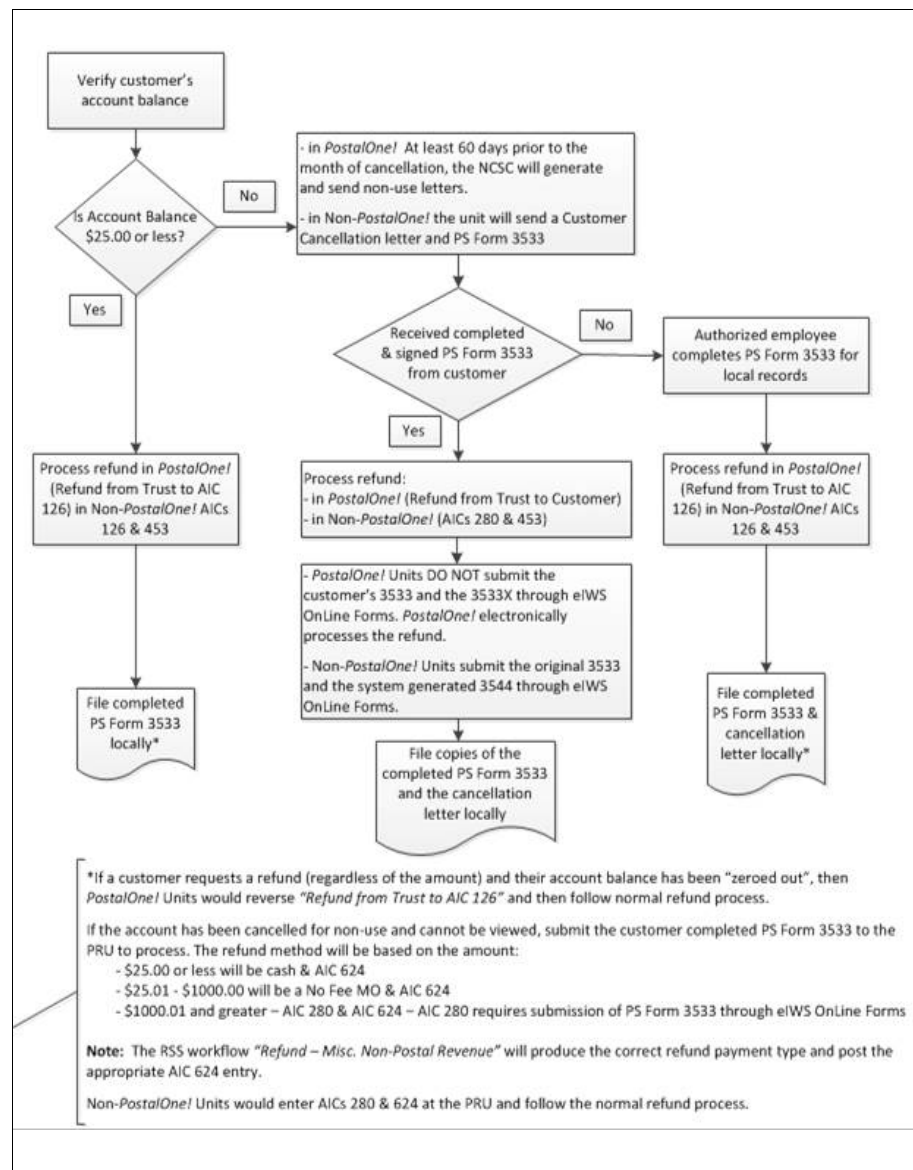 Verify customer's
account balance
- in PostalOne! At least 60 days prior to the
month of cancellation, the NCSC will generate
and send non-use letters.
- in Non-PostalOne! the unit will send a Customer
Cancellation letter and PS Form 3533
No
Is Account Balance
$25.00 or less?
Yes
Received completed
& signed PS Form 3533
from customer
No
Authorized employee
completes PS Form 3533 for
local records
Yes
Process refund in PostalOne!
(Refund from Trust to AIC
126) in Non-PostalOne! AICs
126 & 453
Process refund:
- in PostalOne! (Refund from Trust to Customer)
- in Non-PostalOne! (AICs 280 & 453)
Process refund in PostalOne!
(Refund from Trust to AIC
126) in Non-PostalOne! AICs
126 & 453
- PostalOne! Units DO NOT submit the
customer's 3533 and the 3533X through eIWS
OnLine Forms. PostalOne! electronically
processes the refund.
- Non-PostalOne! Units submit the original 3533
and the system generated 3544 through eIWS
OnLine Forms.
File completed
PS Form 3533
locally*
File copies of the
completed PS Form 3533
and the cancellation
letter locally
File completed
PS Form 3533 &
cancellation
letter locally*
*If a customer requests a refund (regardless of the amount) and their account balance has been "zeroed out", then
PostalOne! Units would reverse "Refund from Trust to AIC 126" and then follow normal refund process.
If the account has been cancelled for non-use and cannot be viewed, submit the customer completed PS Form 3533 to the
PRU to process. The refund method will be based on the amount:
- $25.00 or less will be cash & AIC 624
- $25.01 - $1000.00 will be a No Fee MO & AIC 624
- $1000.01 and greater – AIC 280 & AIC 624 – AIC 280 requires submission of PS Form 3533 through eIWS OnLine Forms
Note: The RSS workflow "Refund – Misc. Non-Postal Revenue" will produce the correct refund payment type and post the
appropriate AIC 624 entry.
Non-PostalOne! Units would enter AICs 280 & 624 at the PRU and follow the normal refund process.